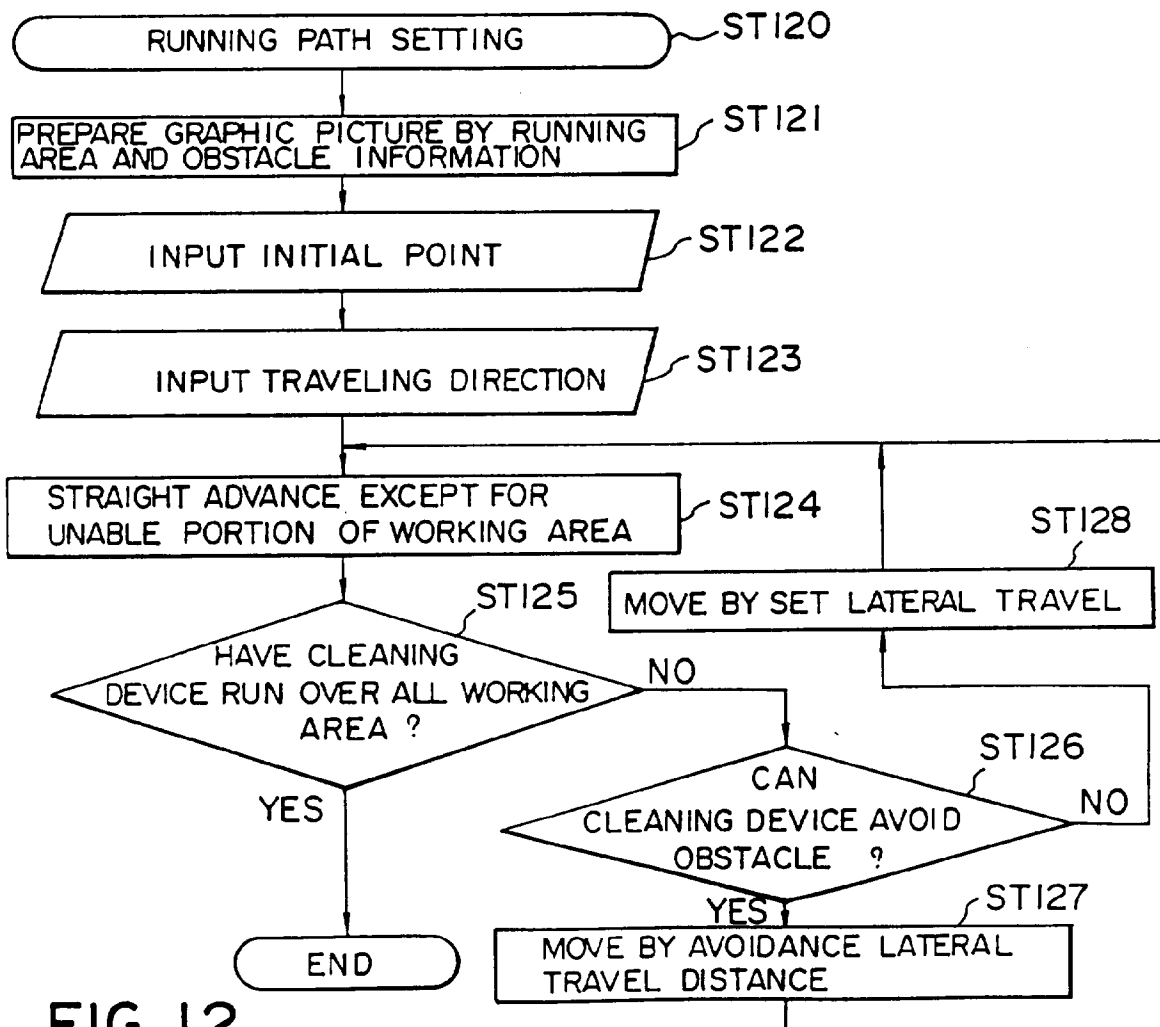 RUNNING PATH SETTING
ST120
PREPARE GRAPHIC PICTURE BY RUNNING
AREA AND OBSTACLE INFORMATION
ST121
INPUT INITIAL POINT
ST122
INPUT TRAVELING DIRECTION
ST123
STRAIGHT ADVANCE EXCEPT FOR
UNABLE PORTION OF WORKING AREA
ST124
ST128
MOVE BY SET LATERAL TRAVEL
ST125
HAVE CLEANING
DEVICE RUN OVER ALL WORKING
AREA ?
NO
YES
ST126
CAN
CLEANING DEVICE AVOID
OBSTACLE ?
NO
YES
ST127
MOVE BY AVOIDANCE LATERAL
TRAVEL DISTANCE
END
FIG. 12